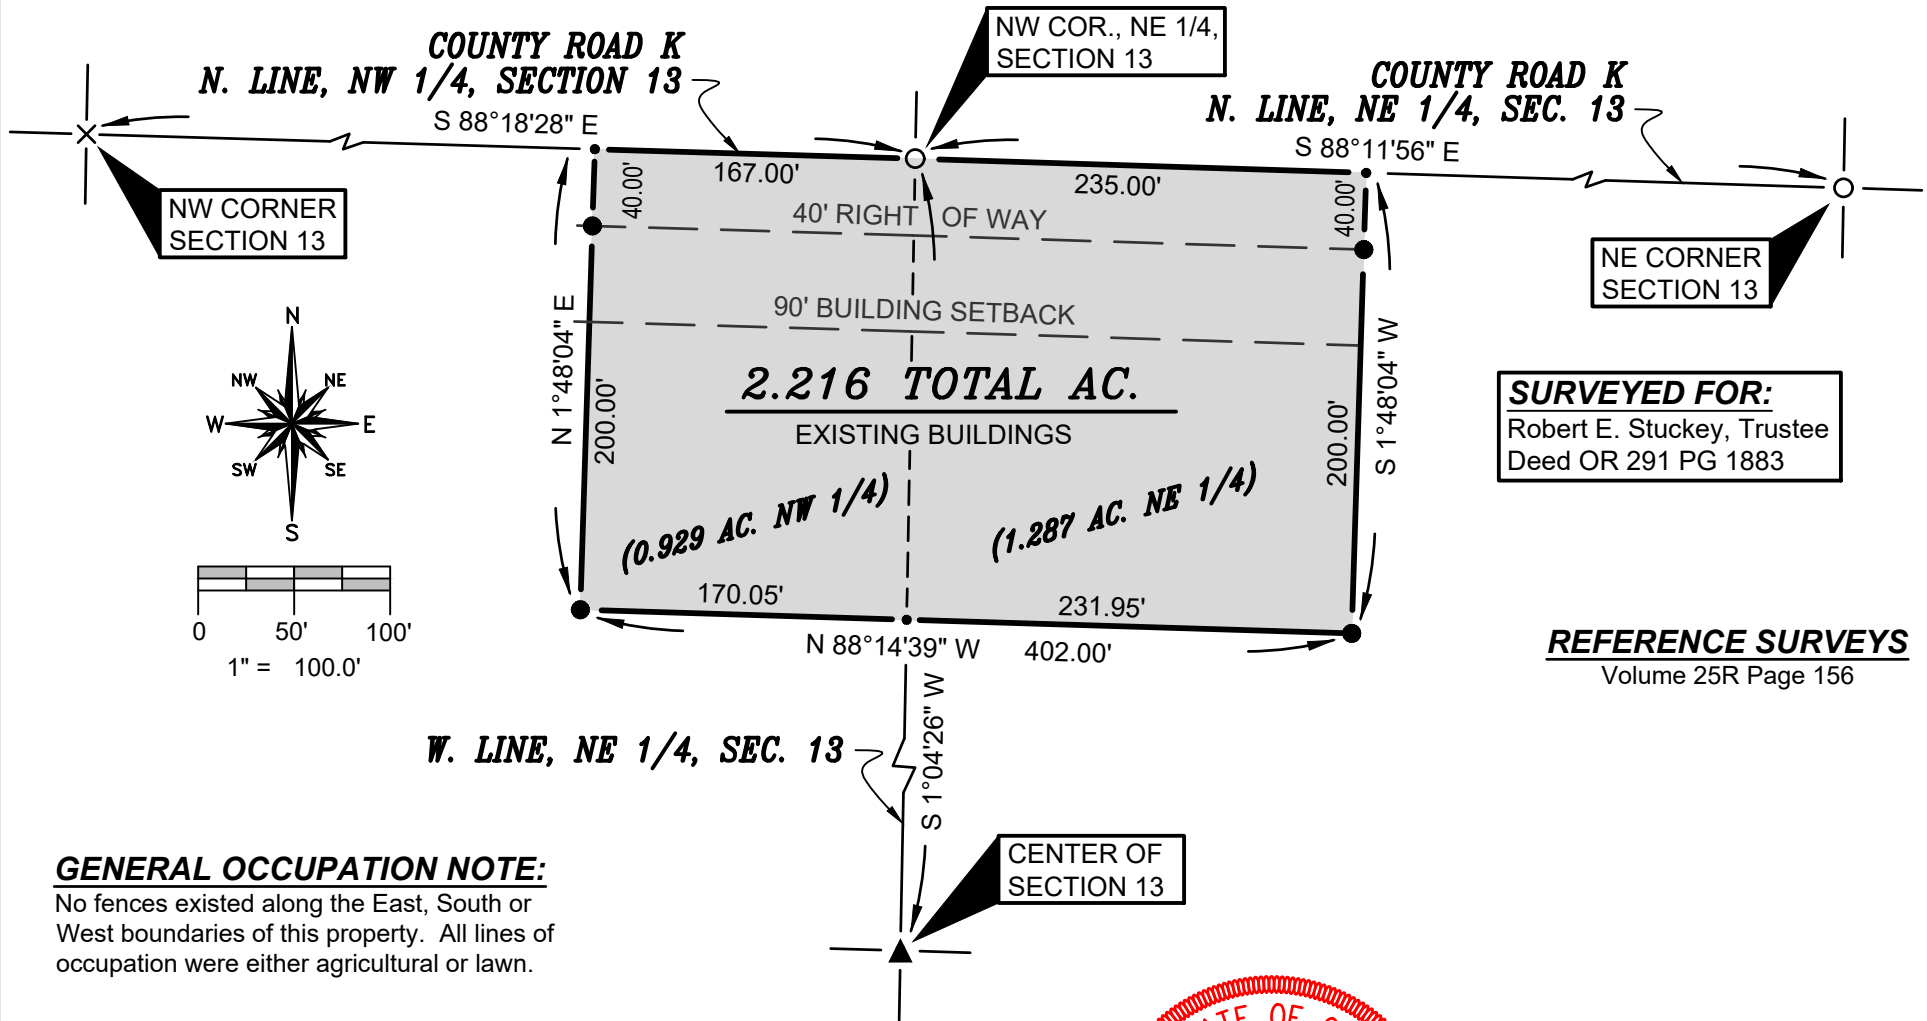 COUNTY ROAD K
N. LINE, NW 1/4, SECTION 13
S 88°18'28" E
NW COR., NE 1/4,
SECTION 13
COUNTY ROAD K
N. LINE, NE 1/4, SEC. 13
S 88°11'56" E
NW CORNER
SECTION 13
167.00'
235.00'
40.00'
40.00'
40' RIGHT OF WAY
NE CORNER
SECTION 13
90' BUILDING SETBACK
N 1°48'04" E
200.00'
2.216 TOTAL AC.
EXISTING BUILDINGS
(0.929 AC. NW 1/4)
(1.287 AC. NE 1/4)
S 1°48'04" W
200.00'
N
NW
NE
W
E
SW
SE
S
SURVEYED FOR:
Robert E. Stuckey, Trustee
Deed OR 291 PG 1883
170.05'
231.95'
N 88°14'39" W
402.00'
0 50' 100'
1" = 100.0'
REFERENCE SURVEYS
Volume 25R Page 156
W. LINE, NE 1/4, SEC. 13
S 1°04'26" W
CENTER OF
SECTION 13
GENERAL OCCUPATION NOTE:
No fences existed along the East, South or
West boundaries of this property. All lines of
occupation were either agricultural or lawn.
OF